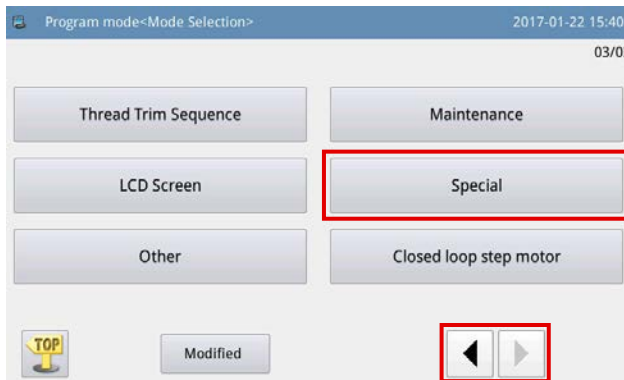 Program mode<Mode Selection> 2017-01-22 15:40
03/0
Thread Trim Sequence Maintenance
LCD Screen Special
Other Closed loop step motor
TOP Modified